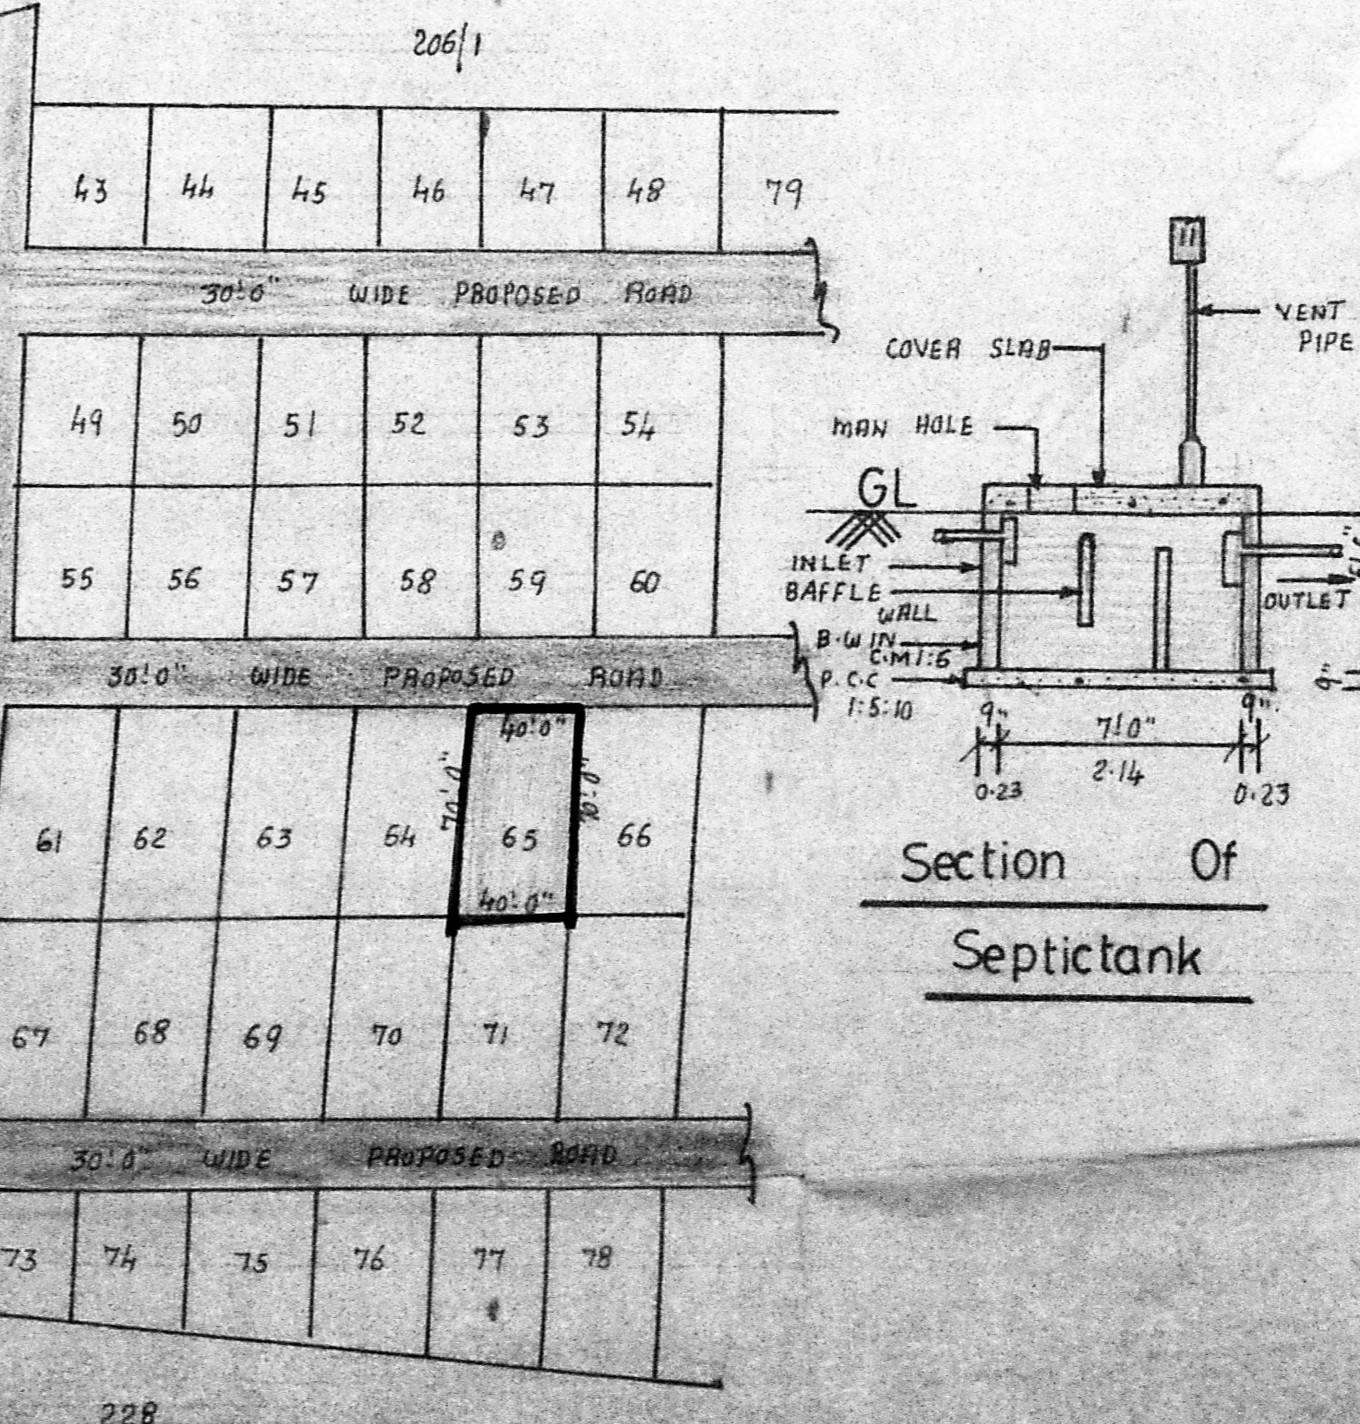 206/1
43 44 45 46 47 48 79
30'.0" WIDE PROPOSED ROAD
49 50 51 52 53 54
55 56 57 58 59 60
30'.0" WIDE PROPOSED ROAD
40'.0"
70'.0"
61 62 63 64 65 66
40'.0"
67 68 69 70 71 72
30'.0" WIDE PROPOSED ROAD
73 74 75 76 77 78
228
VENT
PIPE
COVER SLAB
MAN HOLE
GL
INLET
BAFFLE
WALL
OUTLET
B.W IN
C.M 1:6
P.C.C
1:5:10
9"
9" 7'.0" 9"
2.14
0.23 0.23
Section Of
Septictank